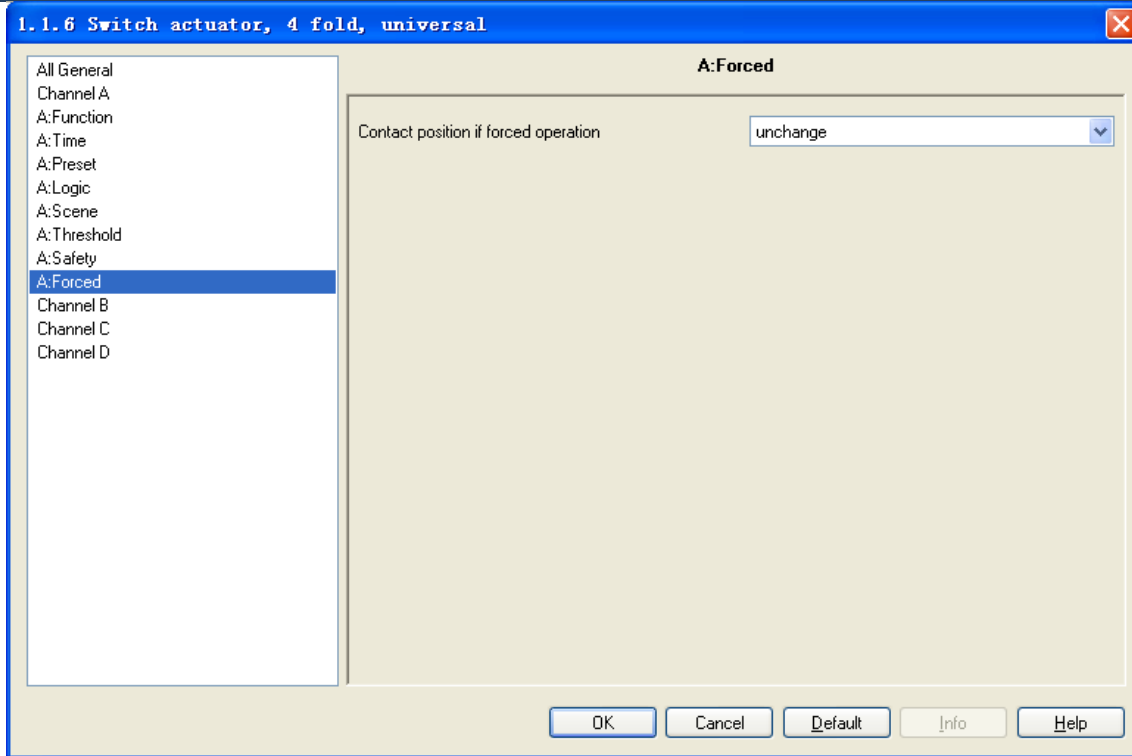 1.1.6 Switch actuator, 4 fold, universal
All General
Channel A
A:Function
A:Time
A:Preset
A:Logic
A:Scene
A:Threshold
A:Safety
A:Forced
Channel B
Channel C
Channel D
A:Forced
Contact position if forced operation unchange
OK Cancel Default Info Help